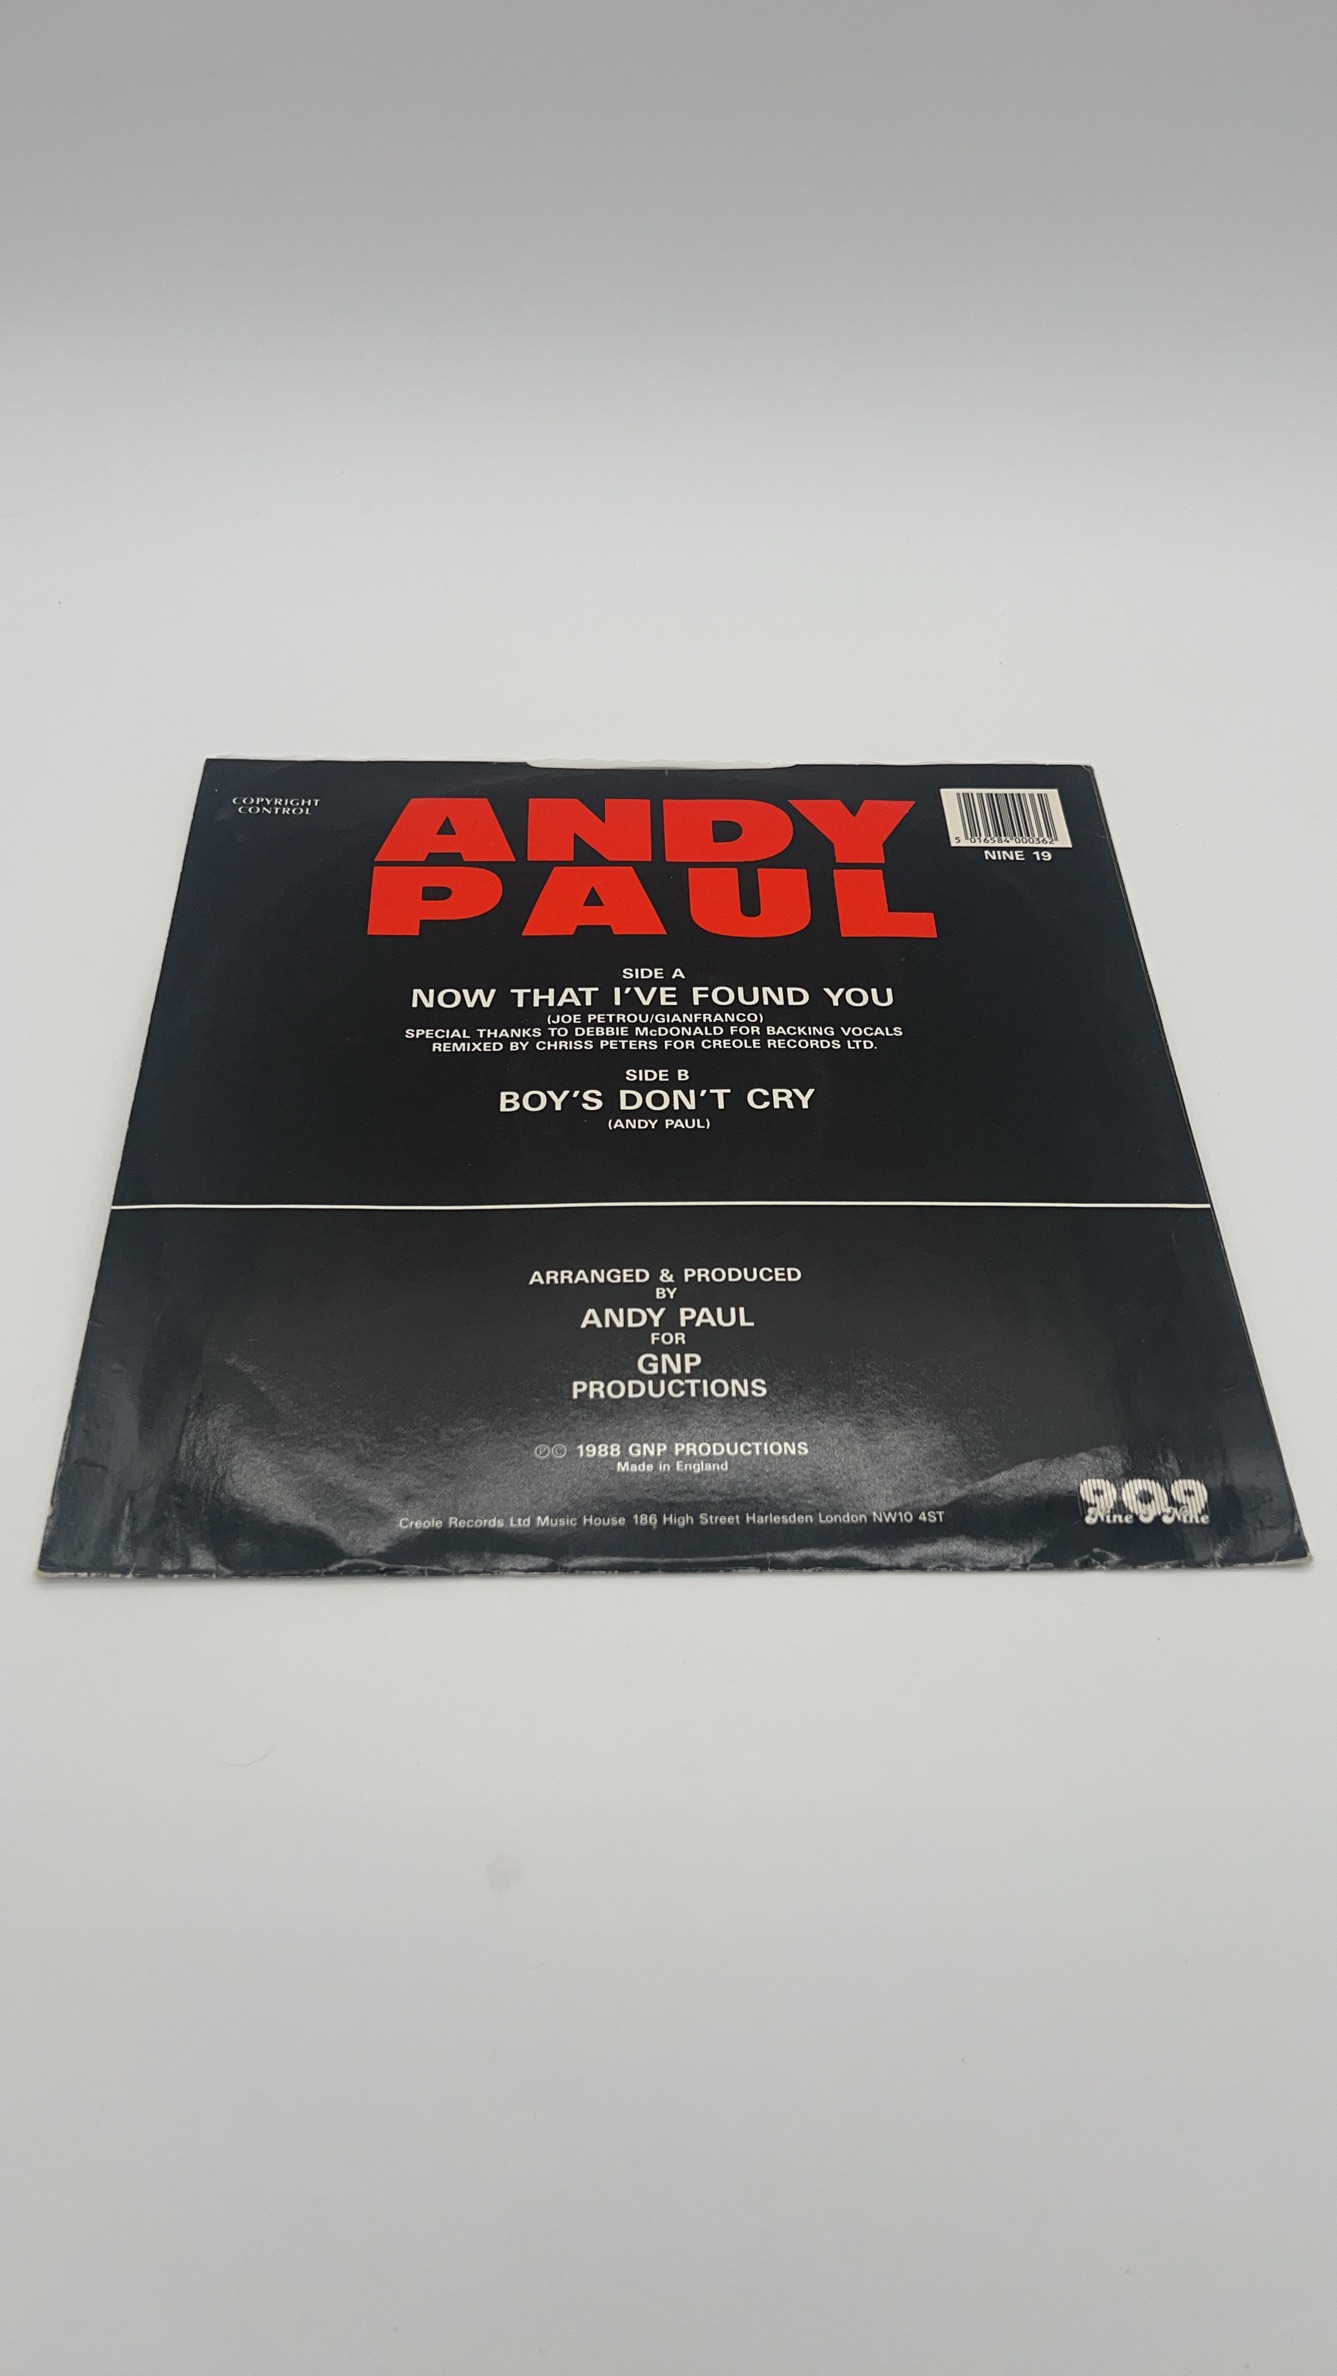 COPYRIGHT
CONTROL
ANDY
PAUL
5 016584 000362
NINE 19
SIDE A
NOW THAT I'VE FOUND YOU
(JOE PETROU/GIANFRANCO)
SPECIAL THANKS TO DEBBIE McDONALD FOR BACKING VOCALS
REMIXED BY CHRISS PETERS FOR CREOLE RECORDS LTD.
SIDE B
BOY'S DON'T CRY
(ANDY PAUL)
ARRANGED & PRODUCED
BY
ANDY PAUL
FOR
GNP
PRODUCTIONS
℗© 1988 GNP PRODUCTIONS
Made in England
Creole Records Ltd Music House 186 High Street Harlesden London NW10 4ST
909
Nine Nine